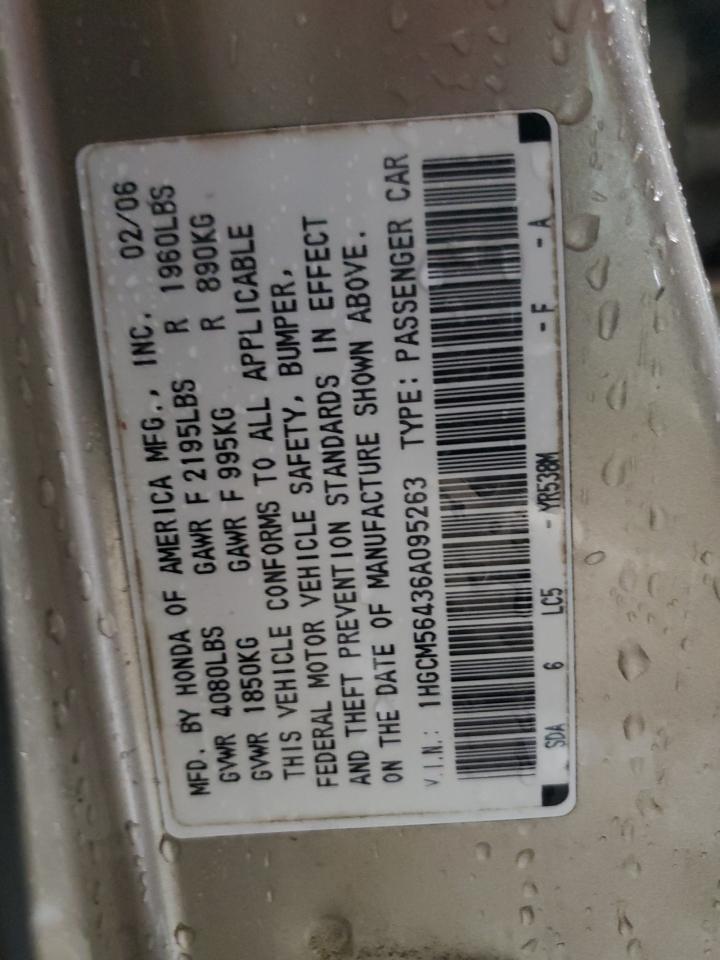 MFD. BY HONDA OF AMERICA MFG., INC. 02/06
GVWR 4080LBS GAWR F 2195LBS R 1960LBS
GVWR 1850KG GAWR F 995KG R 890KG
THIS VEHICLE CONFORMS TO ALL APPLICABLE
FEDERAL MOTOR VEHICLE SAFETY, BUMPER,
AND THEFT PREVENTION STANDARDS IN EFFECT
ON THE DATE OF MANUFACTURE SHOWN ABOVE.
V.I.N.: 1HGCM56436A095263 TYPE: PASSENGER CAR
SDA 6 LC5 - YR538M - F - A